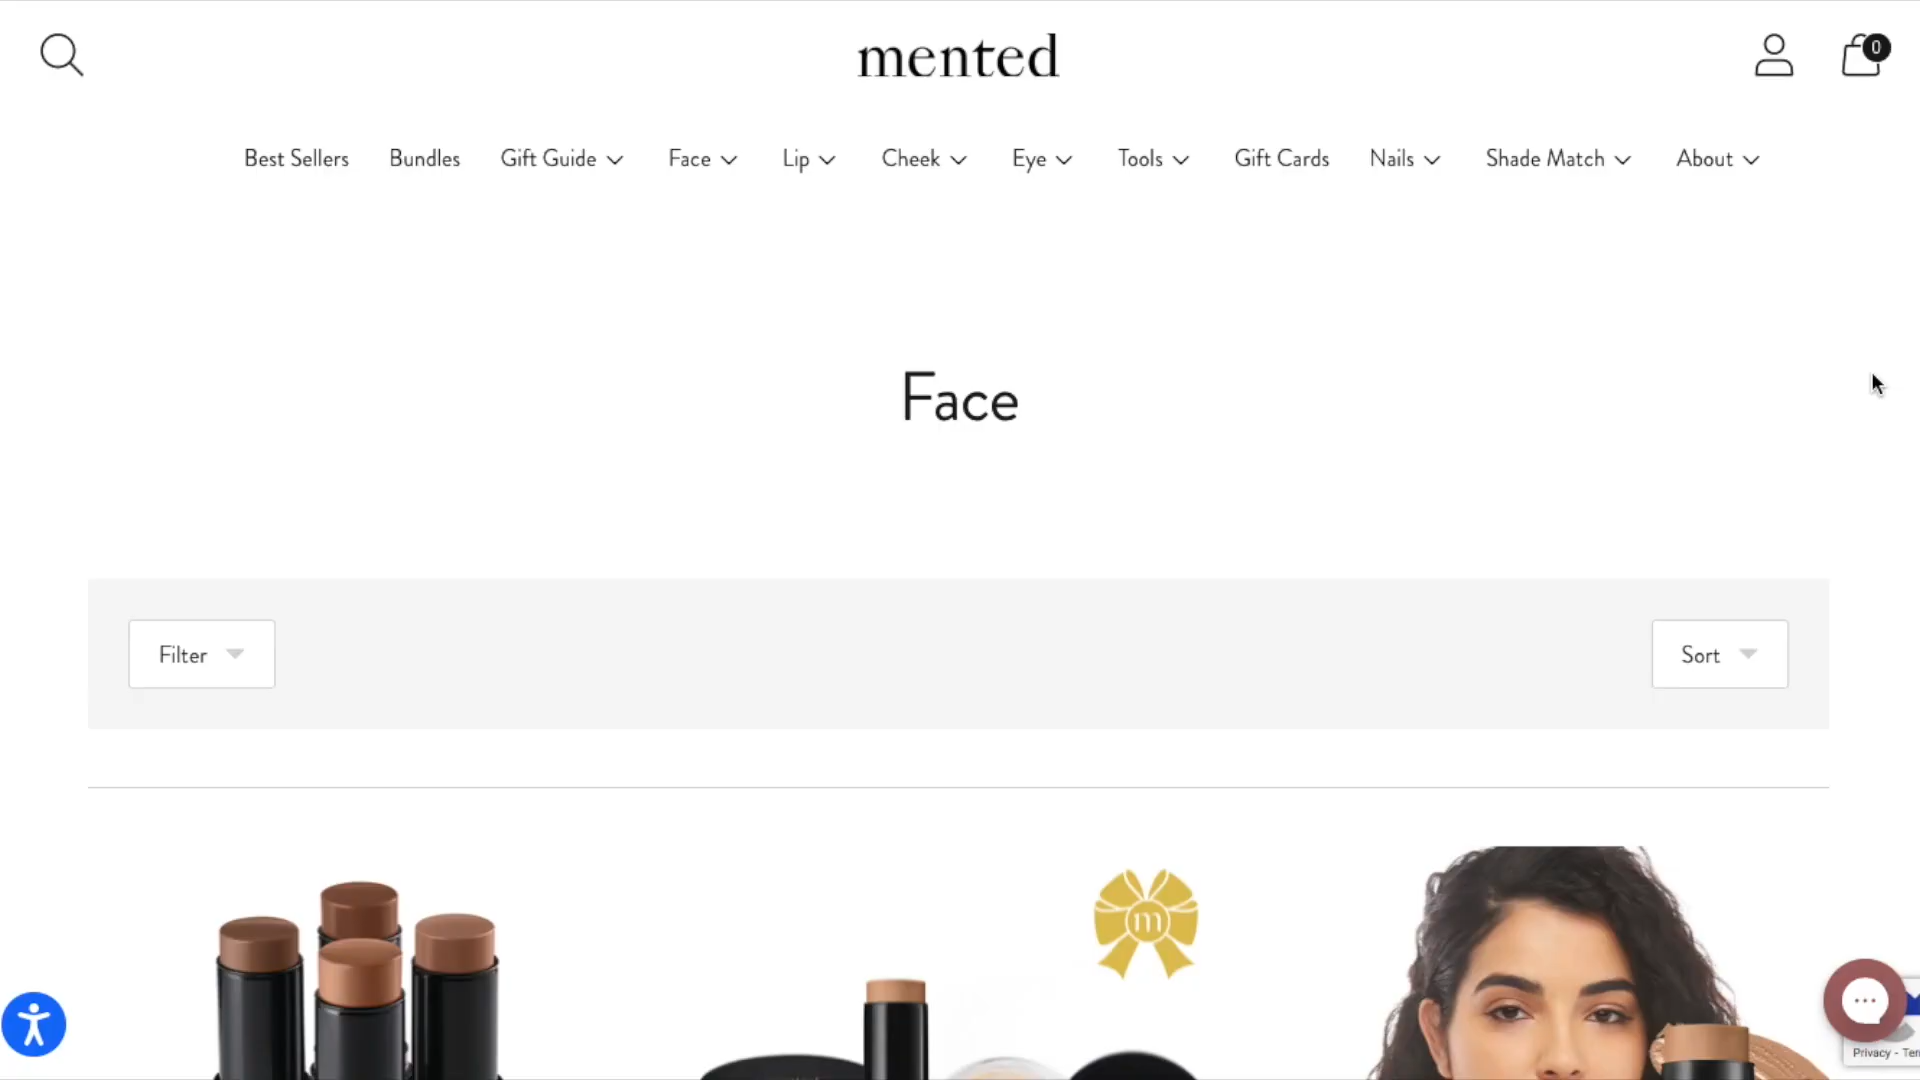 mented
0
Best Sellers Bundles Gift Guide Face Lip Cheek Eye Tools Gift Cards Nails Shade Match About
Face
Filter Sort
m
Privacy -